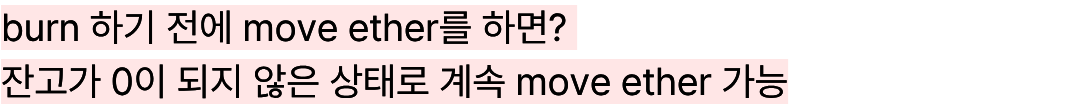 burn 하기 전에 move ether를 하면?
잔고가 0이 되지 않은 상태로 계속 move ether 가능